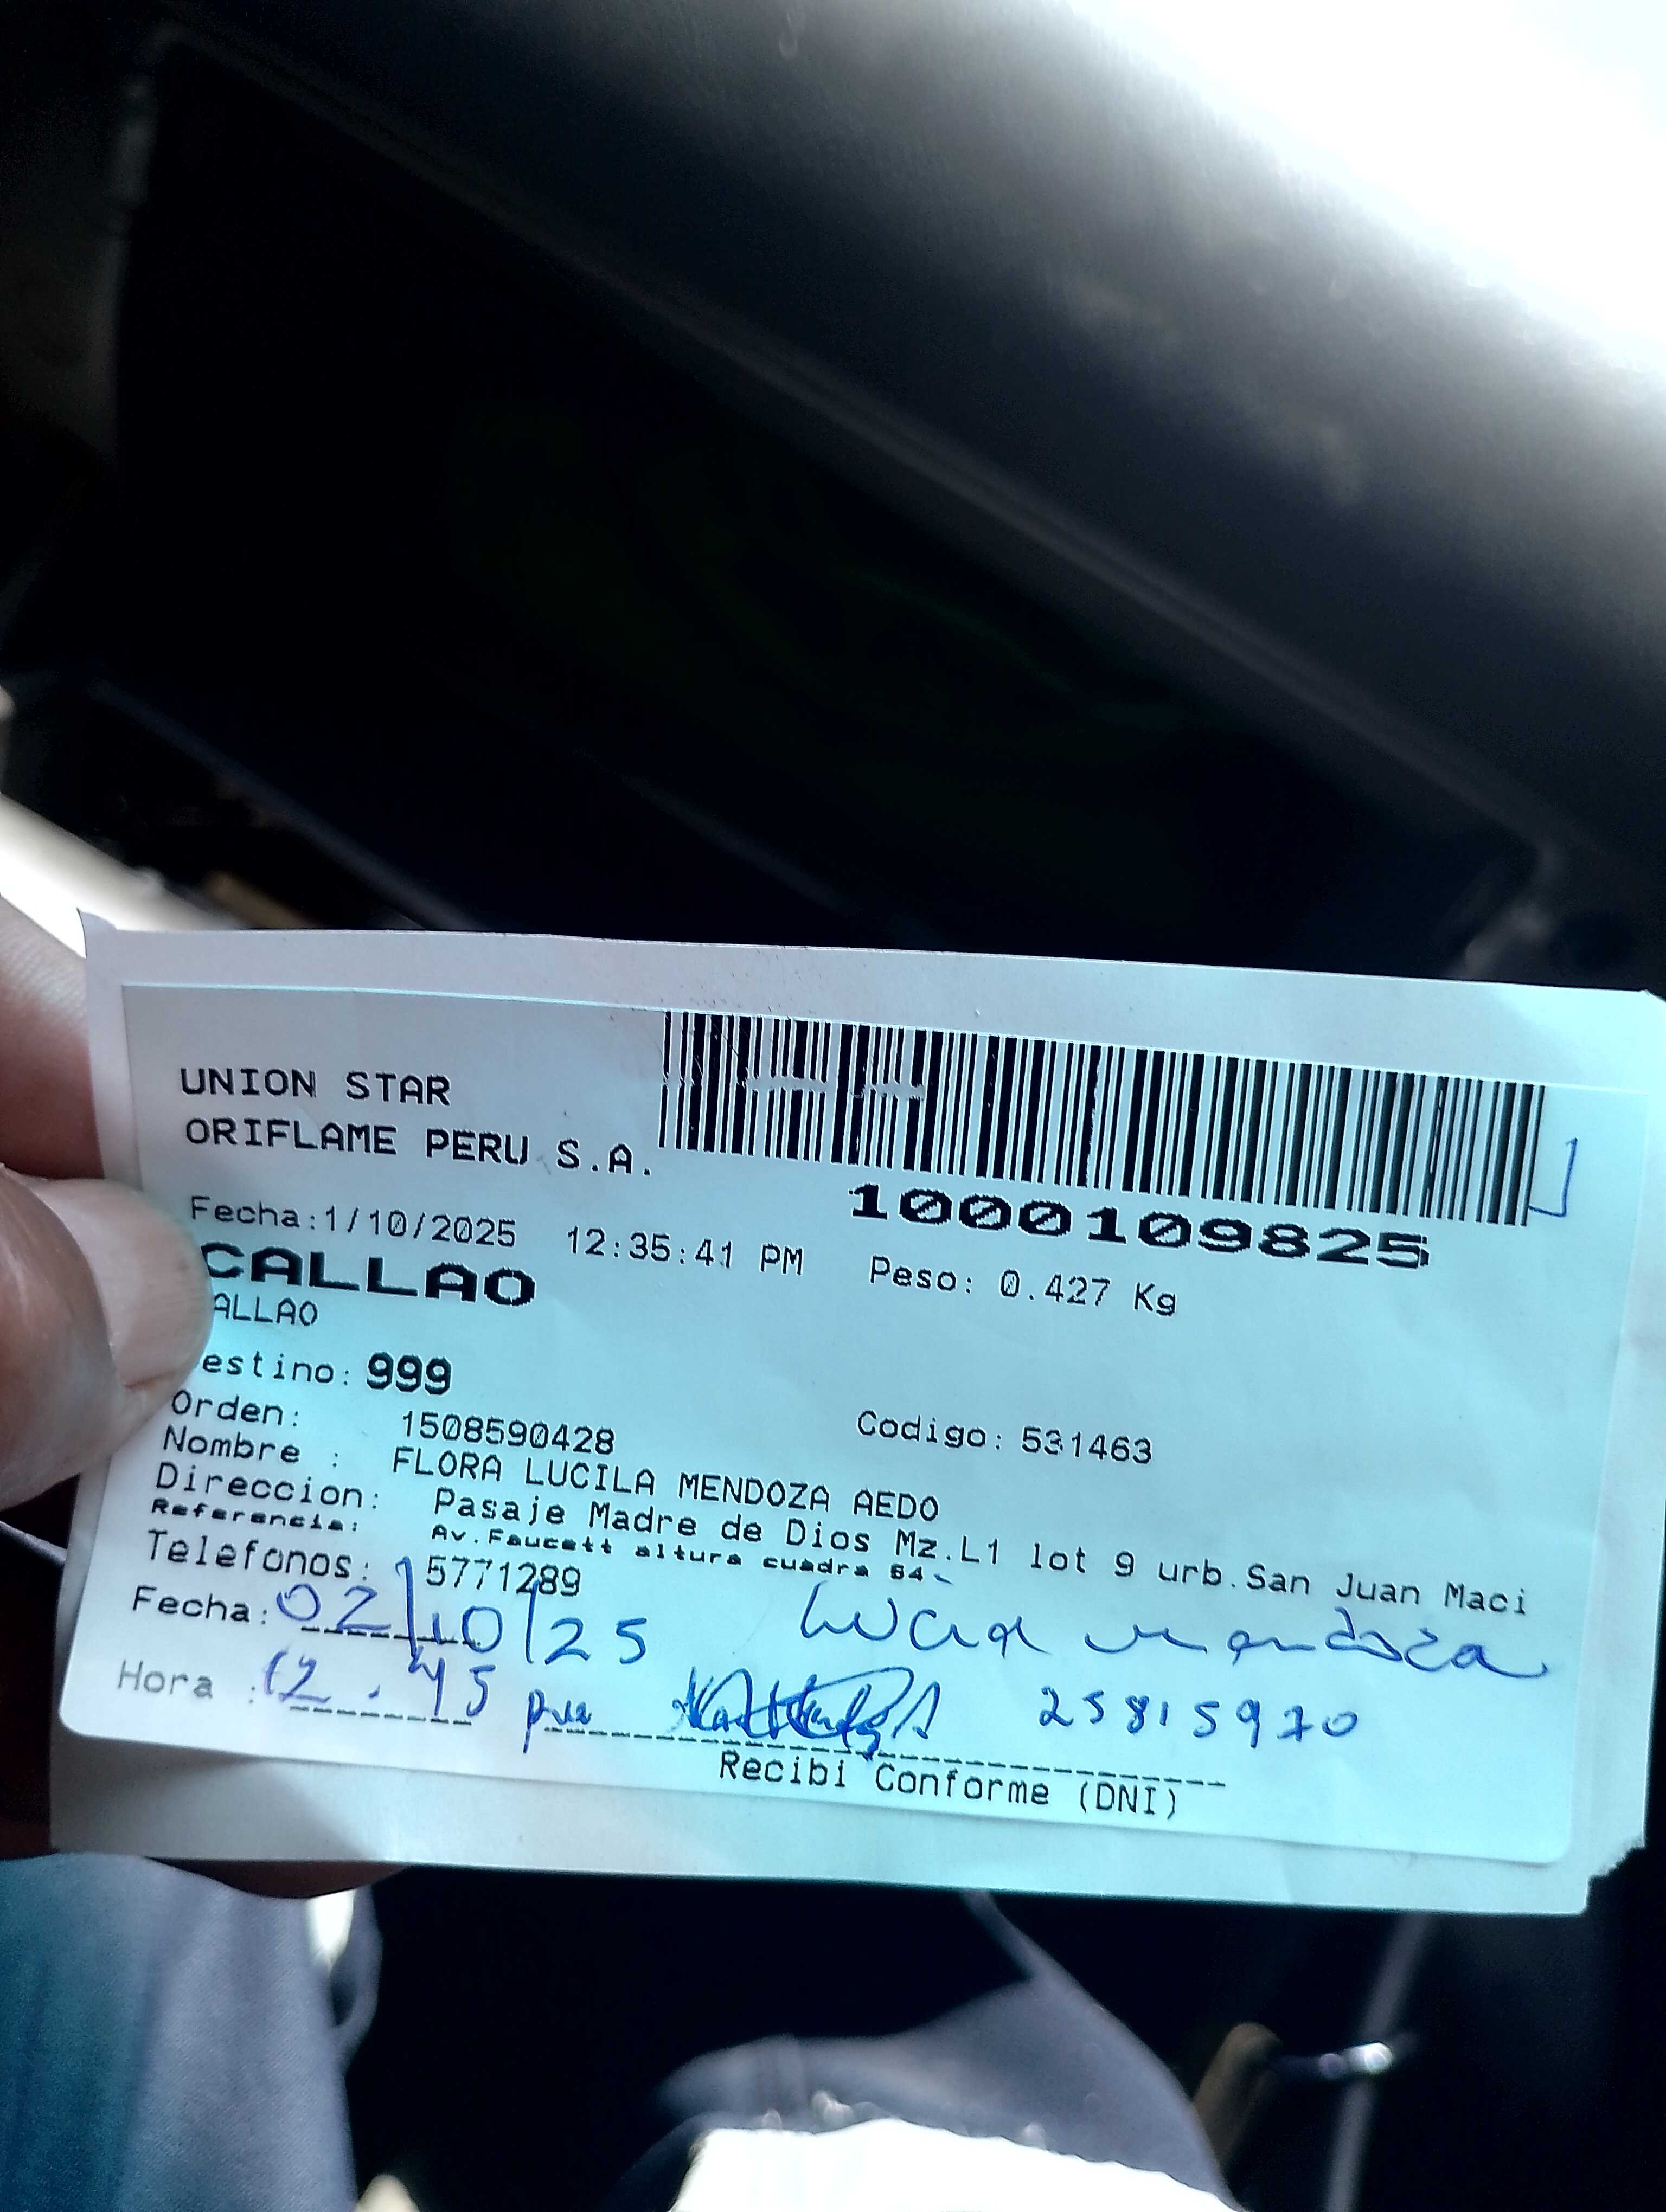 UNION STAR
ORIFLAME PERU S.A.
1000109825
Fecha:1/10/2025 12:35:41 PM Peso: 0.427 Kg
CALLAO
ALLAO
estino: 999
Orden: 1508590428 Codigo: 531463
Nombre : FLORA LUCILA MENDOZA AEDO
Direccion: Pasaje Madre de Dios Mz.L1 lot 9 urb.San Juan Maci
Referencia: Av.Faucett altura cuadra 64
Telefonos: 15771289
Fecha: 02/10/25 Lucia mendoza
Hora : 12.45 pm 25815970
Recibi Conforme (DNI)